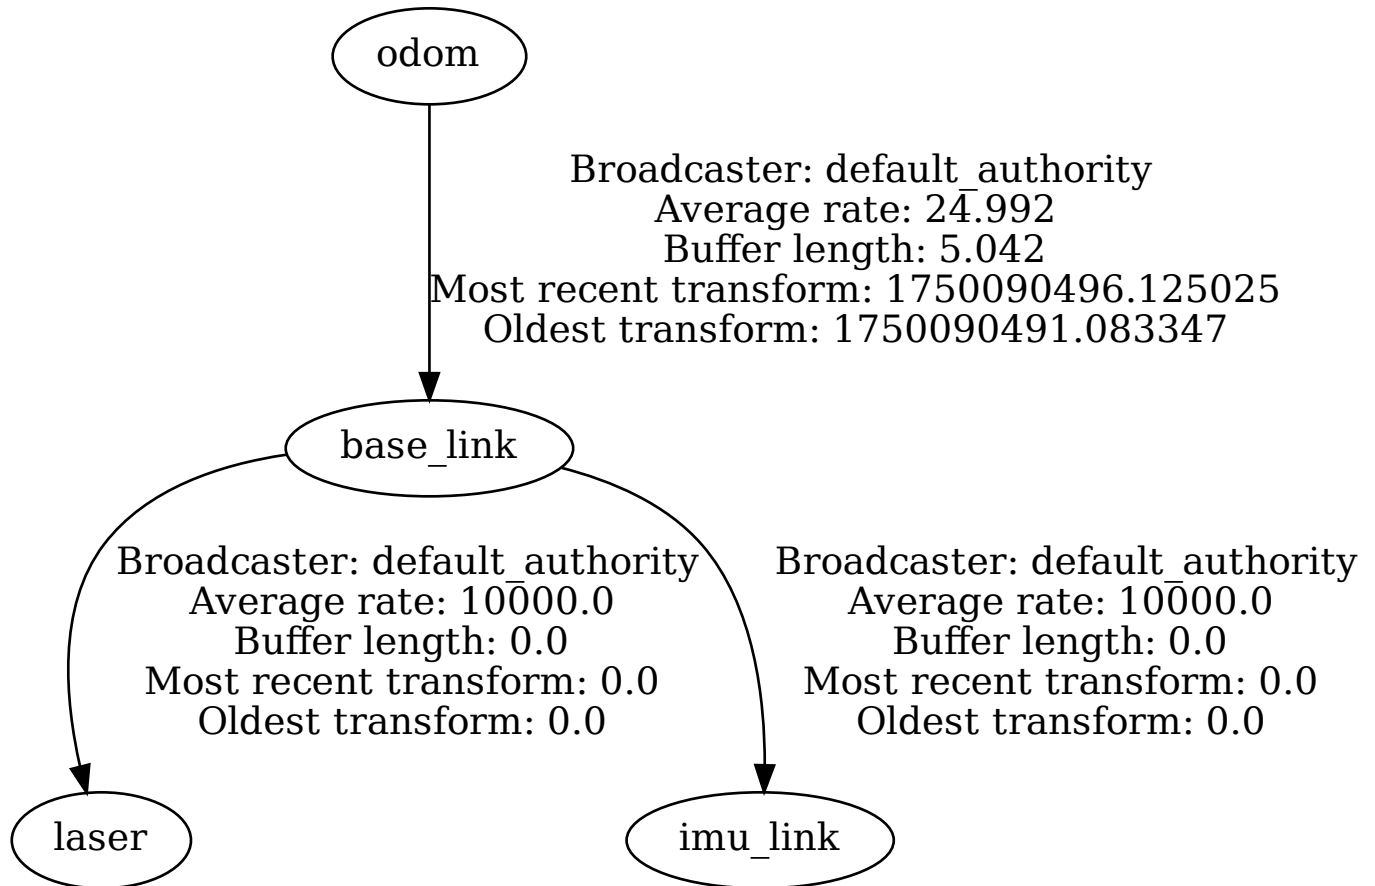 odom
Broadcaster: default_authority
Average rate: 24.992
Buffer length: 5.042
Most recent transform: 1750090496.125025
Oldest transform: 1750090491.083347
base_link
Broadcaster: default_authority
Average rate: 10000.0
Buffer length: 0.0
Most recent transform: 0.0
Oldest transform: 0.0
Broadcaster: default_authority
Average rate: 10000.0
Buffer length: 0.0
Most recent transform: 0.0
Oldest transform: 0.0
laser
imu_link